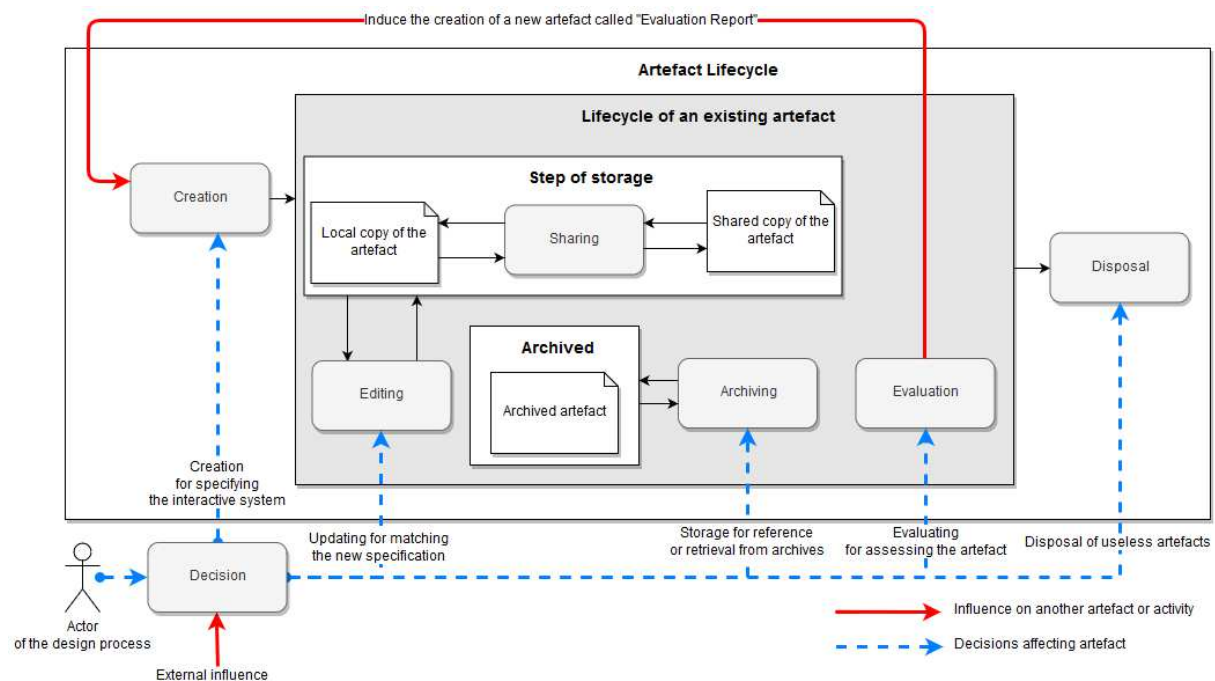 Induce the creation of a new artefact called "Evaluation Report"
Artefact Lifecycle
Lifecycle of an existing artefact
Step of storage
Creation
Local copy of the
artefact
Sharing
Shared copy of the
artefact
Disposal
Archived
Archived artefact
Editing
Archiving
Evaluation
Creation
for specifying
the interactive system
Updating for matching
the new specification
Storage for reference
or retrieval from archives
Evaluating
for assessing the artefact
Disposal of useless artefacts
Decision
Actor
of the design process
External influence
Influence on another artefact or activity
Decisions affecting artefact